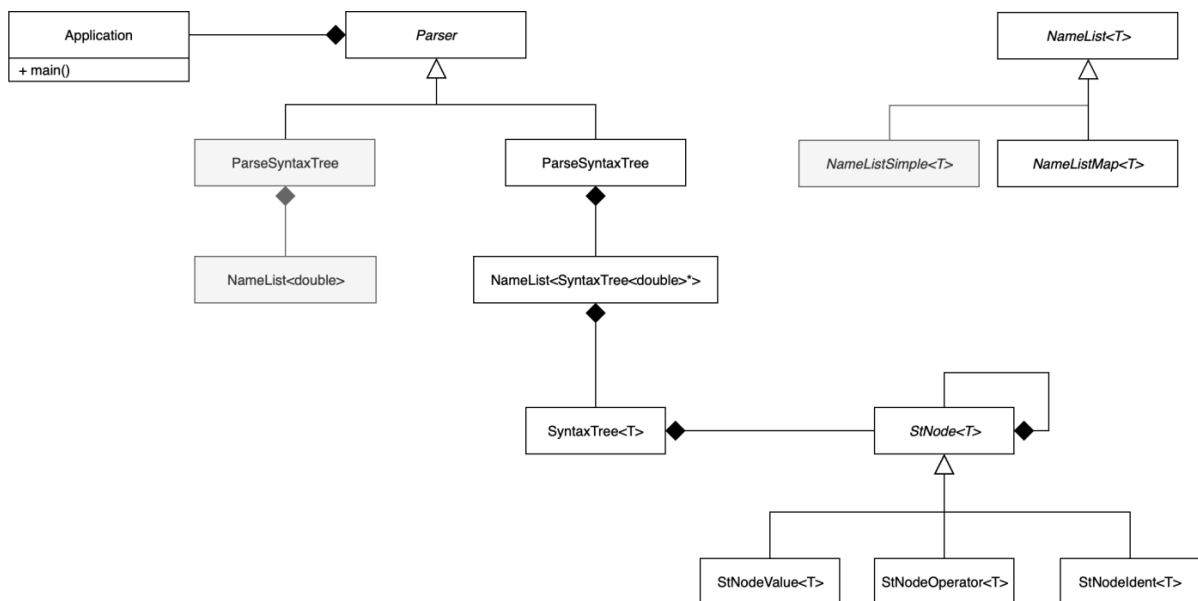 Application
+ main()
Parser
NameList<T>
ParseSyntaxTree
ParseSyntaxTree
NameListSimple<T>
NameListMap<T>
NameList<double>
NameList<SyntaxTree<double>*>
SyntaxTree<T>
StNode<T>
StNodeValue<T>
StNodeOperator<T>
StNodeIdent<T>